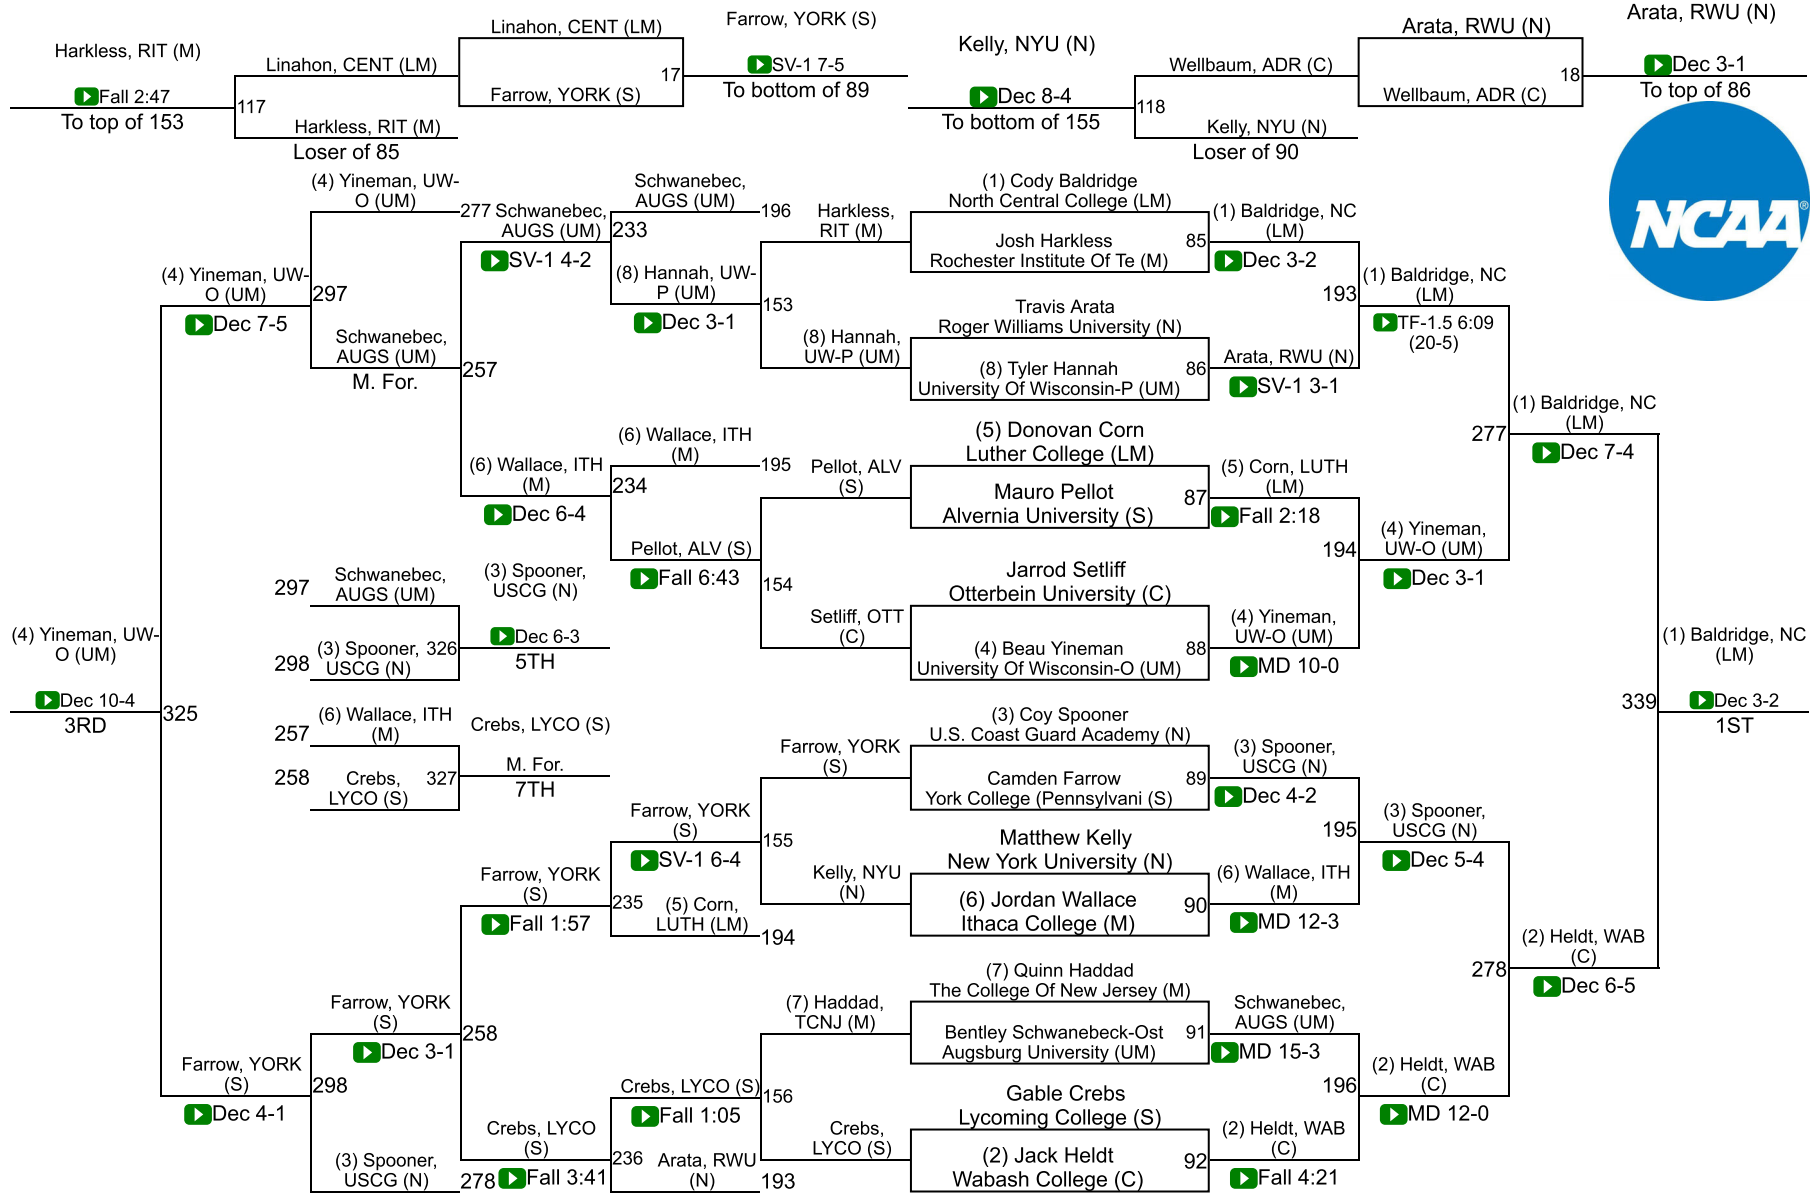 Harkless, RIT (M)
Fall 2:47
To top of 153
Linahon, CENT (LM)
117
Harkless, RIT (M)
Loser of 85
Linahon, CENT (LM)
17
Farrow, YORK (S)
Farrow, YORK (S)
SV-1 7-5
To bottom of 89
Kelly, NYU (N)
Dec 8-4
To bottom of 155
Wellbaum, ADR (C)
118
Kelly, NYU (N)
Loser of 90
Arata, RWU (N)
18
Wellbaum, ADR (C)
Arata, RWU (N)
Dec 3-1
To top of 86
NCAA®
(4) Yineman, UW-
O (UM)
277
Schwanebec,
AUGS (UM)
SV-1 4-2
Schwanebec,
AUGS (UM)
196
233
(8) Hannah, UW-
P (UM)
Dec 3-1
Harkless,
RIT (M)
153
(8) Hannah,
UW-P (UM)
(1) Cody Baldridge
North Central College (LM)
Josh Harkless
Rochester Institute Of Te (M)
85
(1) Baldridge, NC
(LM)
Dec 3-2
Travis Arata
Roger Williams University (N)
(8) Tyler Hannah
University Of Wisconsin-P (UM)
86
Arata, RWU (N)
SV-1 3-1
193
(1) Baldridge, NC
(LM)
TF-1.5 6:09
(20-5)
(4) Yineman, UW-
O (UM)
Dec 7-5
297
Schwanebec,
AUGS (UM)
M. For.
257
(6) Wallace, ITH
(M)
Dec 6-4
(6) Wallace, ITH
(M)
195
234
Pellot, ALV (S)
Fall 6:43
Pellot, ALV
(S)
154
Setliff, OTT
(C)
(5) Donovan Corn
Luther College (LM)
Mauro Pellot
Alvernia University (S)
87
(5) Corn, LUTH
(LM)
Fall 2:18
Jarrod Setliff
Otterbein University (C)
(4) Beau Yineman
University Of Wisconsin-O (UM)
88
(4) Yineman,
UW-O (UM)
MD 10-0
194
(4) Yineman,
UW-O (UM)
Dec 3-1
277
(1) Baldridge, NC
(LM)
Dec 7-4
297
Schwanebec,
AUGS (UM)
298
(3) Spooner,
USCG (N)
326
(3) Spooner,
USCG (N)
Dec 6-3
5TH
(4) Yineman, UW-
O (UM)
Dec 10-4
3RD
325
257
(6) Wallace, ITH
(M)
258
Crebs,
LYCO (S)
327
Crebs, LYCO (S)
M. For.
7TH
339
(1) Baldridge, NC
(LM)
Dec 3-2
1ST
Farrow, YORK
(S)
155
Kelly, NYU
(N)
(3) Coy Spooner
U.S. Coast Guard Academy (N)
Camden Farrow
York College (Pennsylvani (S
89
(3) Spooner,
USCG (N)
Dec 4-2
Matthew Kelly
New York University (N)
(6) Jordan Wallace
Ithaca College (M)
90
(6) Wallace, ITH
(M)
MD 12-3
195
(3) Spooner,
USCG (N)
Dec 5-4
Farrow, YORK
(S)
SV-1 6-4
Farrow, YORK
(S)
Fall 1:57
235
(5) Corn,
LUTH (LM)
194
278
(2) Heldt, WAB
(C)
Dec 6-5
Farrow, YORK
(S)
Dec 3-1
258
Farrow, YORK
(S)
Dec 4-1
298
(3) Spooner,
USCG (N)
278
Crebs, LYCO
(S)
Fall 3:41
Crebs, LYCO (S)
Fall 1:05
236
Arata, RWU
(N)
193
(7) Haddad,
TCNJ (M)
156
Crebs,
LYCO (S)
(7) Quinn Haddad
The College Of New Jersey (M)
Bentley Schwanebeck-Ost
Augsburg University (UM)
91
Schwanebec,
AUGS (UM)
MD 15-3
Gable Crebs
Lycoming College (S)
(2) Jack Heldt
Wabash College (C)
92
(2) Heldt, WAB
(C)
Fall 4:21
196
(2) Heldt, WAB
(C)
MD 12-0